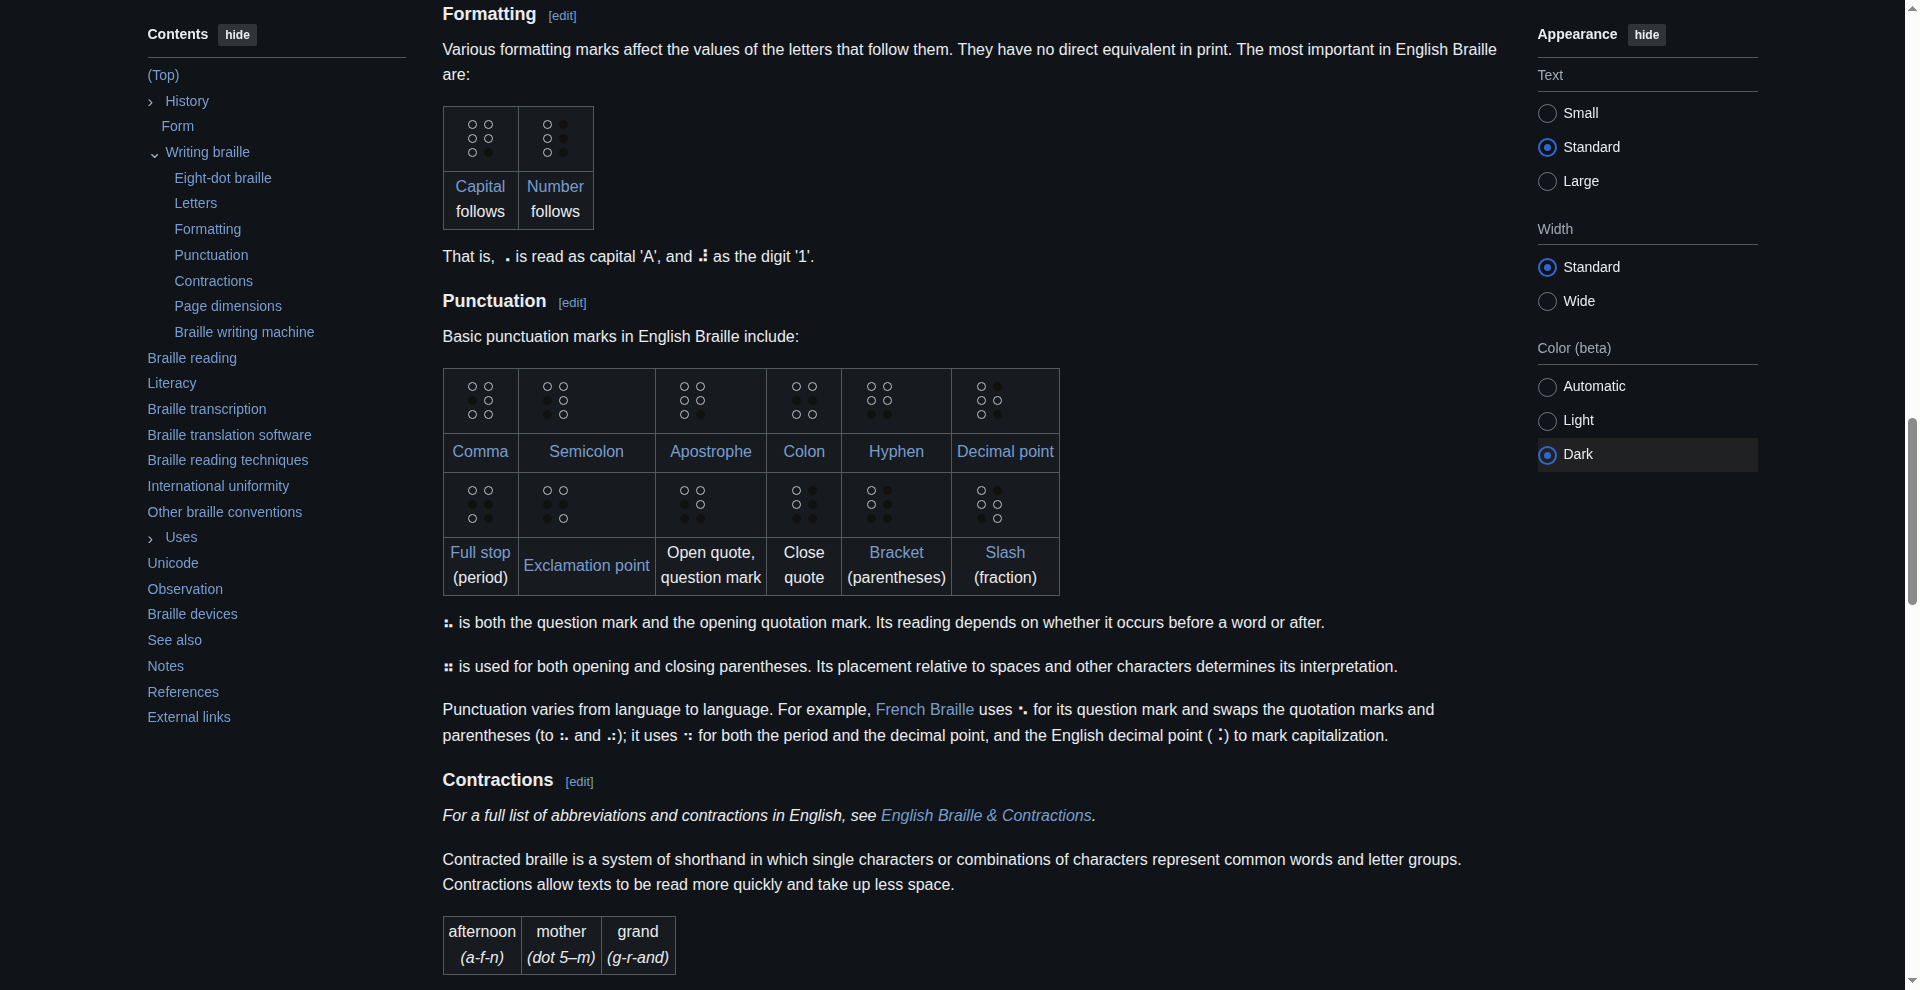 Contents hide
(Top)
History
Form
Writing braille
Eight-dot braille
Letters
Formatting
Punctuation
Contractions
Page dimensions
Braille writing machine
Braille reading
Literacy
Braille transcription
Braille translation software
Braille reading techniques
International uniformity
Other braille conventions
Uses
Unicode
Observation
Braille devices
See also
Notes
References
External links
Formatting [edit]
Various formatting marks affect the values of the letters that follow them. They have no direct equivalent in print. The most important in English Braille
are:
⠠ ⠸
Capital Number
follows follows
That is, ⠠ is read as capital 'A', and ⠼ as the digit '1'.
Punctuation [edit]
Basic punctuation marks in English Braille include:
⠂ ⠆ ⠠ ⠒ ⠤ ⠨
Comma Semicolon Apostrophe Colon Hyphen Decimal point
⠲ ⠖ ⠦ ⠼ ⠼ ⠌
Full stop Exclamation point Open quote, Close Bracket Slash
(period) question mark quote (parentheses) (fraction)
⠦ is both the question mark and the opening quotation mark. Its reading depends on whether it occurs before a word or after.
⠶ is used for both opening and closing parentheses. Its placement relative to spaces and other characters determines its interpretation.
Punctuation varies from language to language. For example, French Braille uses ⠢ for its question mark and swaps the quotation marks and
parentheses (to ⠦ and ⠴); it uses ⠲ for both the period and the decimal point, and the English decimal point (⠨) to mark capitalization.
Contractions [edit]
For a full list of abbreviations and contractions in English, see English Braille & Contractions.
Contracted braille is a system of shorthand in which single characters or combinations of characters represent common words and letter groups.
Contractions allow texts to be read more quickly and take up less space.
afternoon mother grand
(a-f-n) (dot 5–m) (g-r-and)
Appearance hide
Text
Small
Standard
Large
Width
Standard
Wide
Color (beta)
Automatic
Light
Dark